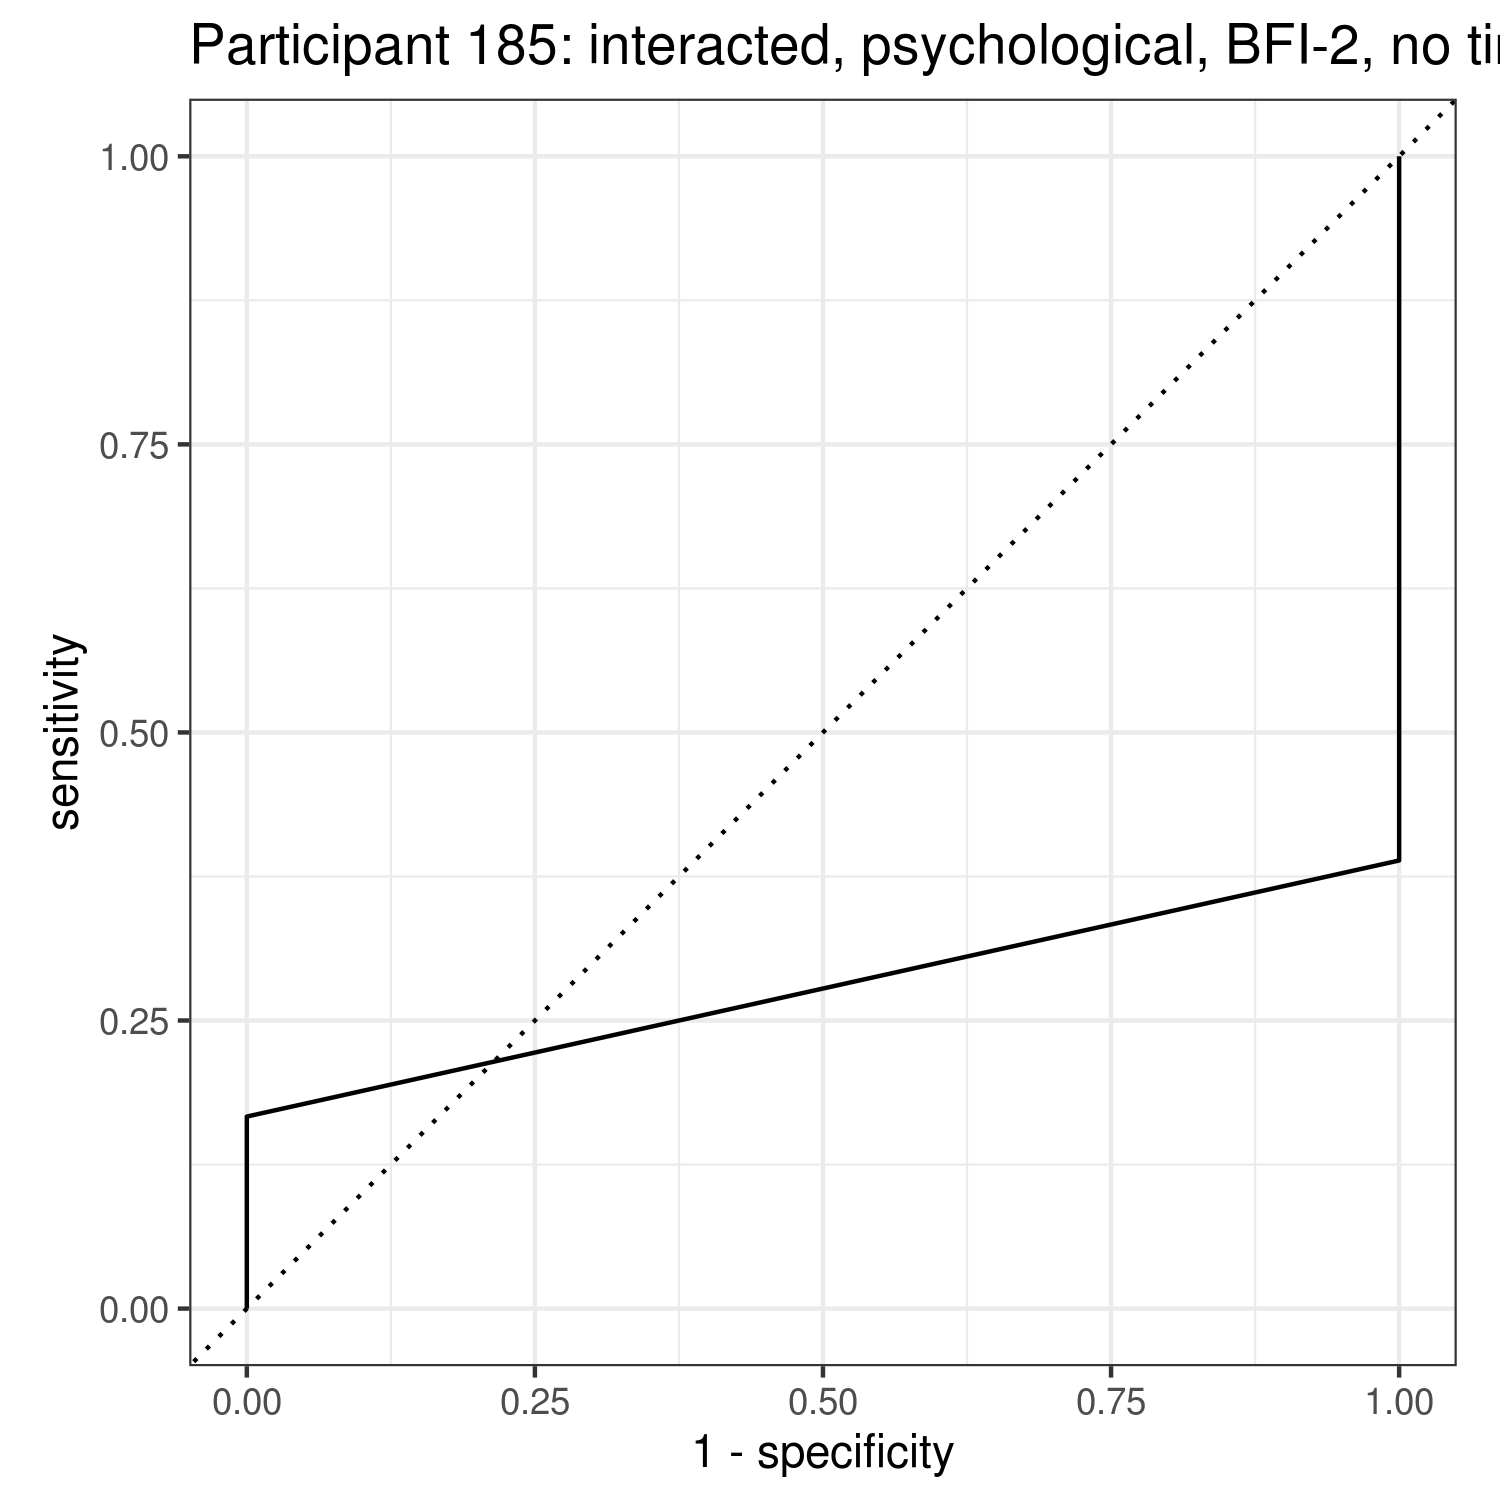 Participant 185: interacted, psychological, BFI-2, no
1.00
0.75
0.50
0.25
0.00
sensitivity
0.00 0.25 0.50 0.75 1.00
1 - specificity